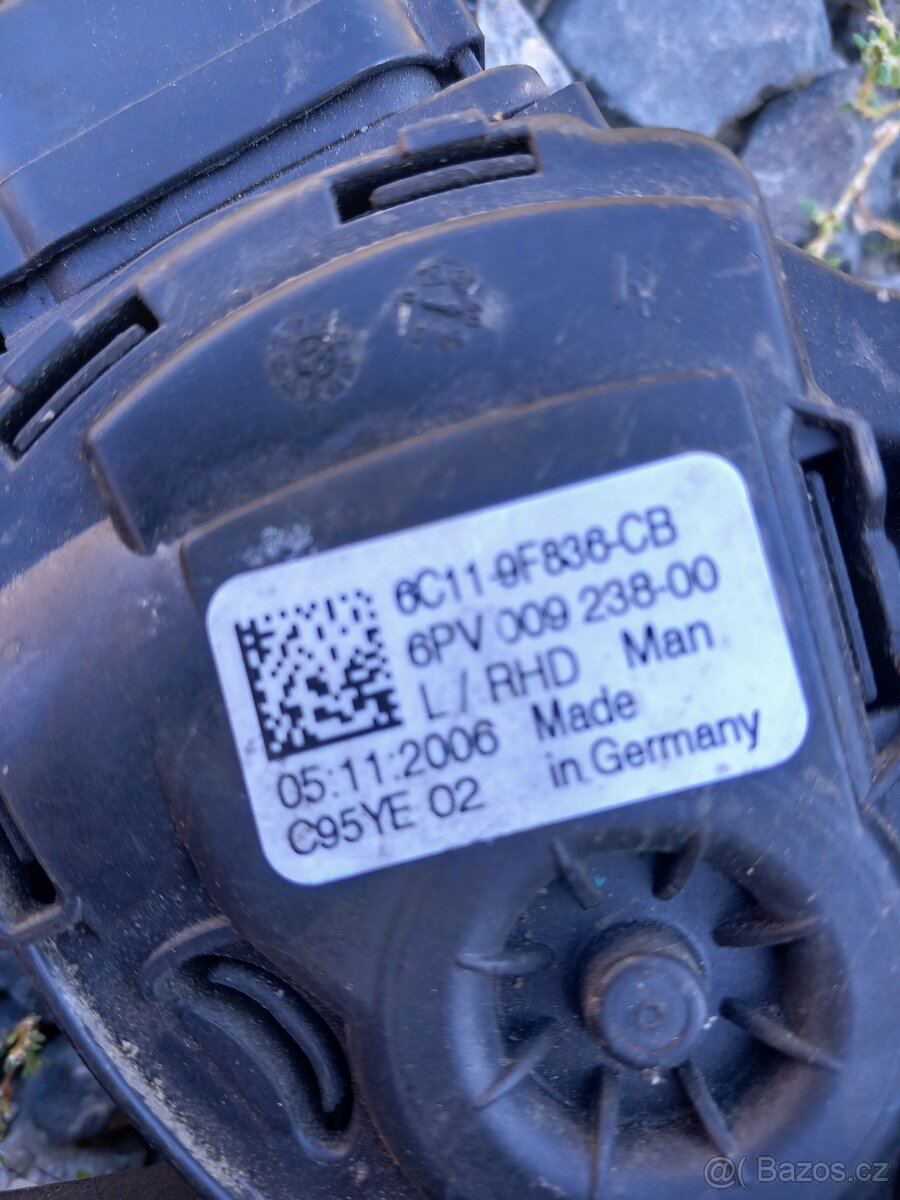 6C11-9F836-CB
6PV 009 238-00
L / RHD Man
05:11:2006 Made
C95YE 02 in Germany
@( Bazos.cz